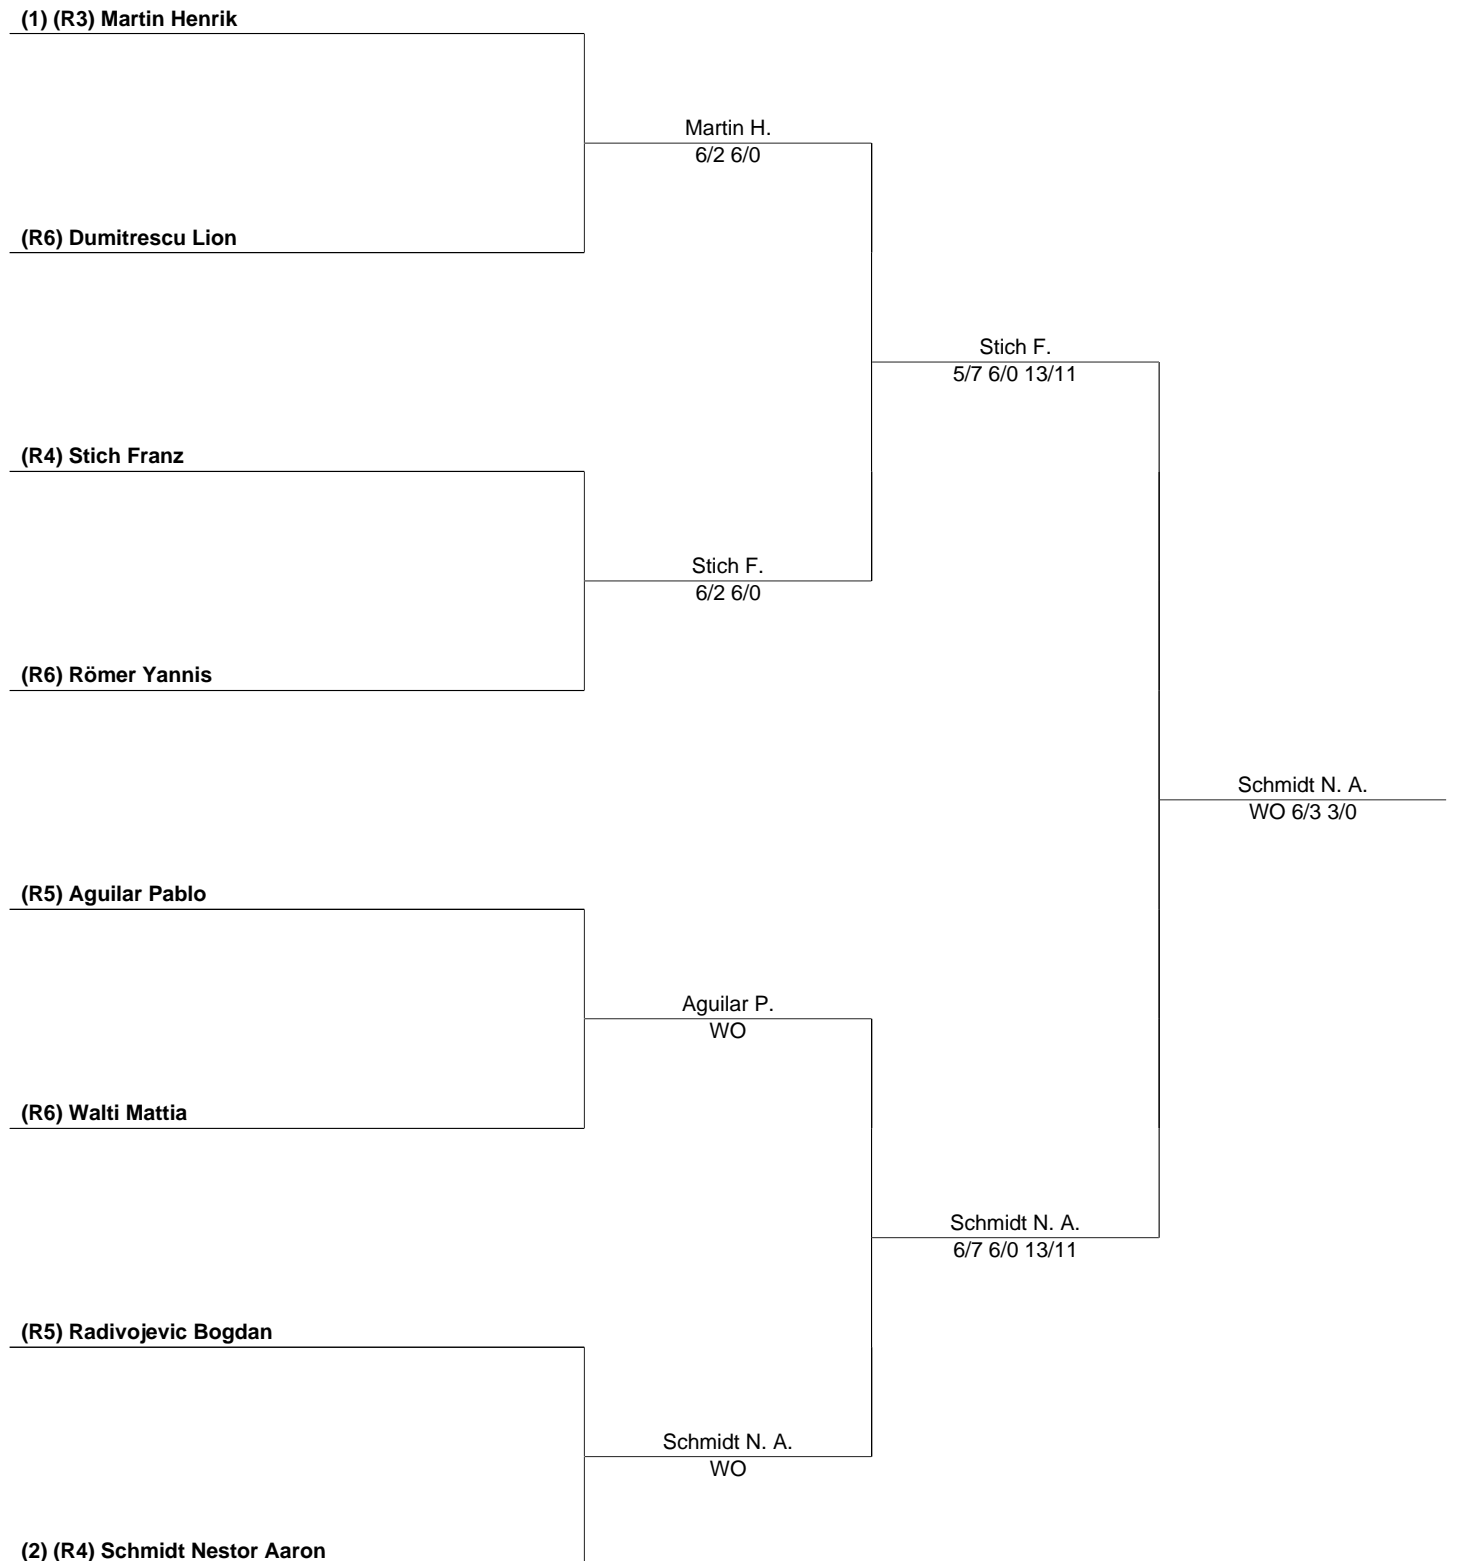 (1) (R3) Martin Henrik
Martin H.
6/2 6/0
(R6) Dumitrescu Lion
Stich F.
5/7 6/0 13/11
(R4) Stich Franz
Stich F.
6/2 6/0
(R6) Römer Yannis
Schmidt N. A.
WO 6/3 3/0
(R5) Aguilar Pablo
Aguilar P.
WO
(R6) Walti Mattia
Schmidt N. A.
6/7 6/0 13/11
(R5) Radivojevic Bogdan
Schmidt N. A.
WO
(2) (R4) Schmidt Nestor Aaron